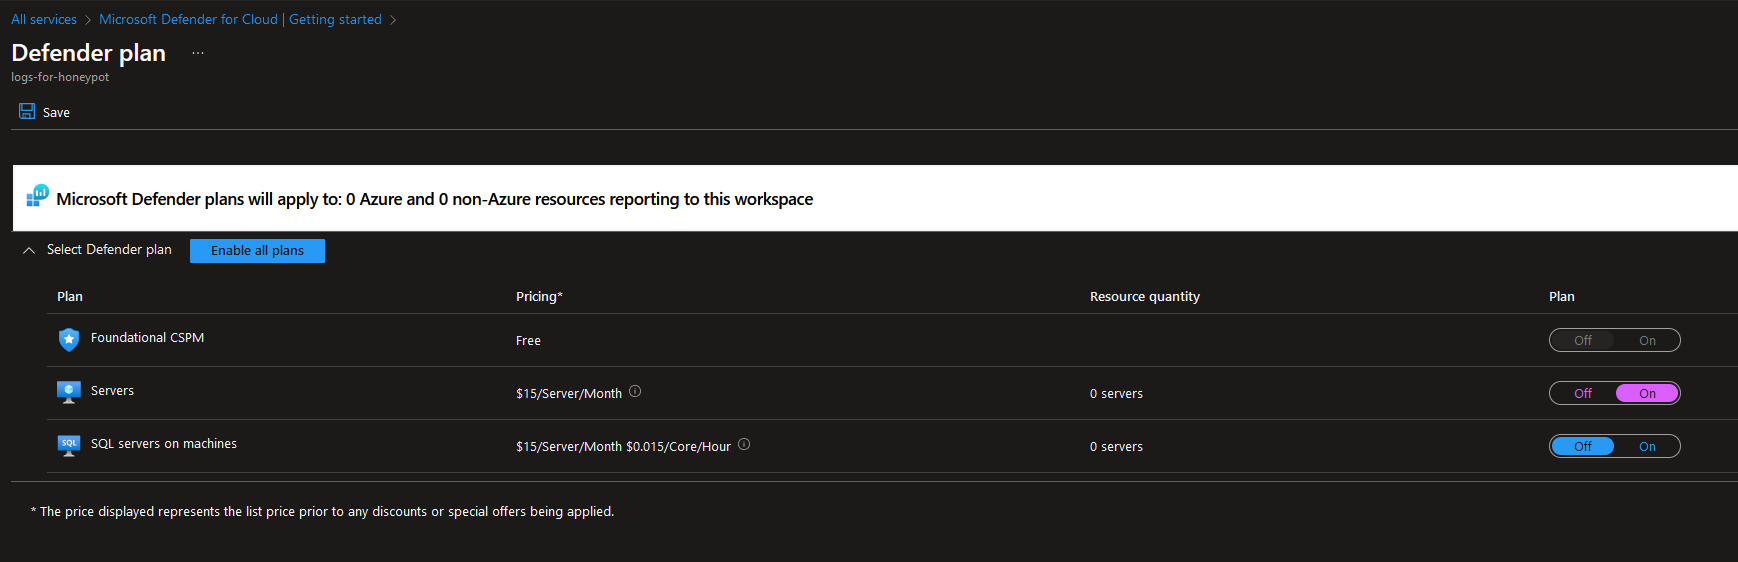 All services > Microsoft Defender for Cloud | Getting started >
Defender plan ...
logs-for-honeypot
Save
Microsoft Defender plans will apply to: 0 Azure and 0 non-Azure resources reporting to this workspace
Select Defender plan Enable all plans
Plan Pricing* Resource quantity Plan
Foundational CSPM Free Off On
Servers $15/Server/Month 0 servers Off On
SQL SQL servers on machines $15/Server/Month $0.015/Core/Hour 0 servers Off On
* The price displayed represents the list price prior to any discounts or special offers being applied.